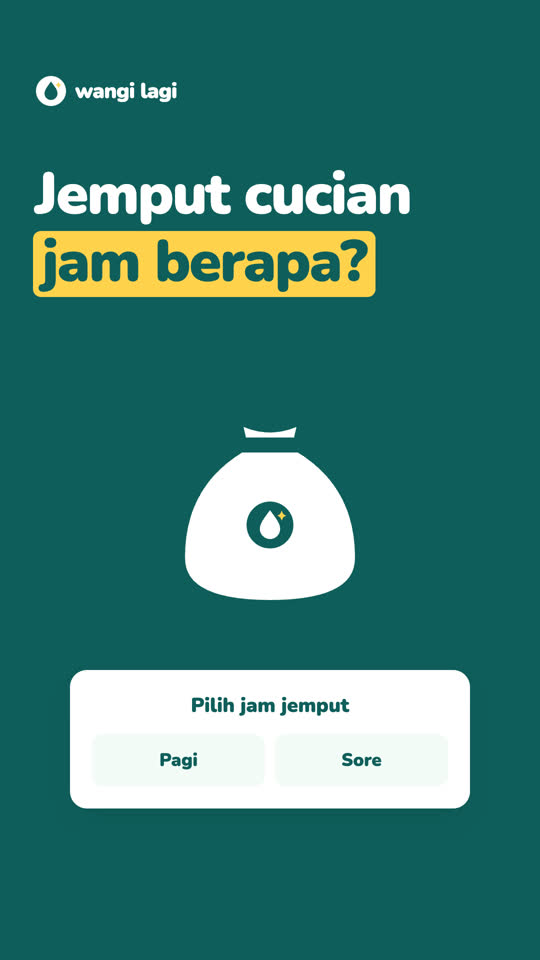 wangi lagi
Jemput cucian
jam berapa?
Pilih jam jemput
Pagi
Sore